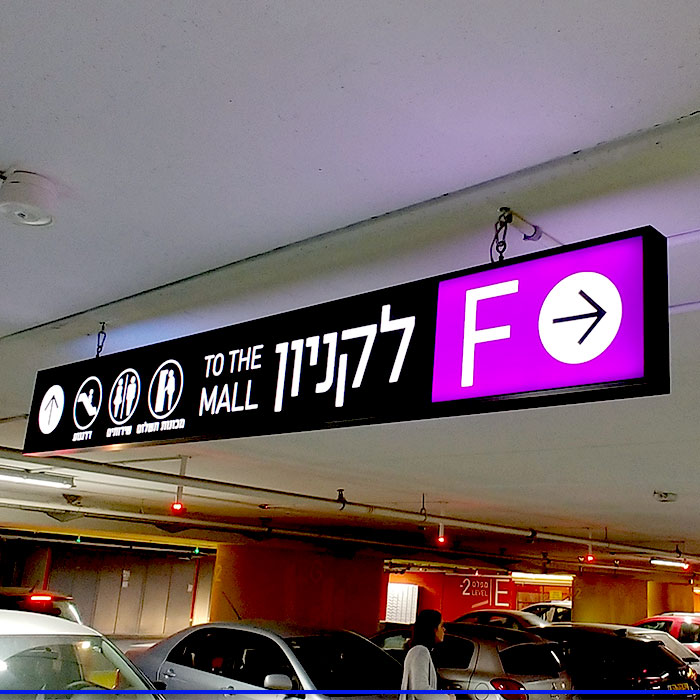 F
לקניון
TO THE
MALL
מכונות תשלום
שירותים
דרגנוע
מפלס -2
LEVEL
E